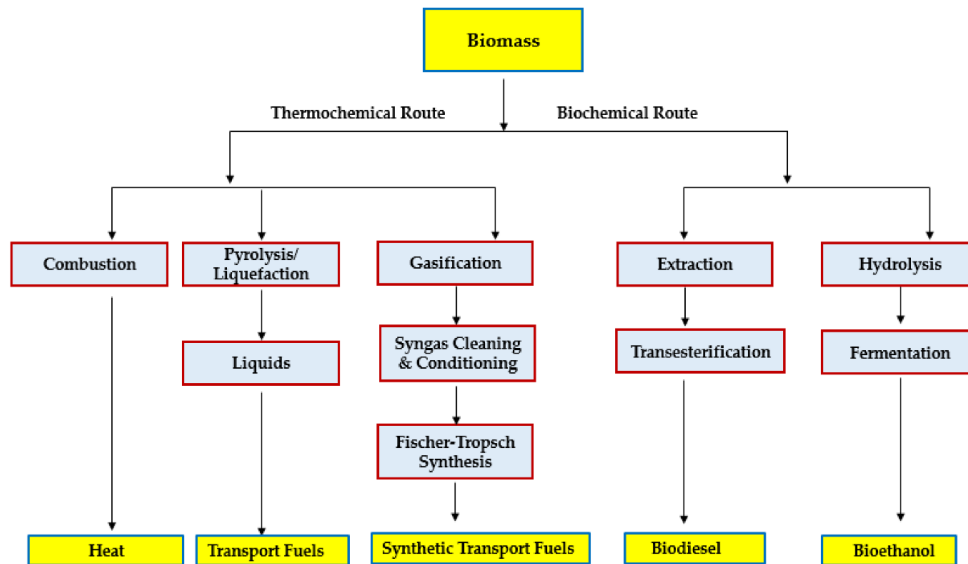 Biomass
Thermochemical Route
Biochemical Route
Combustion
Pyrolysis/
Liquefaction
Gasification
Extraction
Hydrolysis
Liquids
Syngas Cleaning
& Conditioning
Transesterification
Fermentation
Fischer-Tropsch
Synthesis
Heat
Transport Fuels
Synthetic Transport Fuels
Biodiesel
Bioethanol